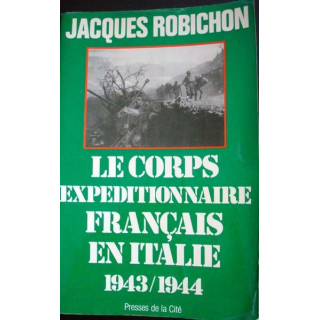 JACQUES ROBICHON
LE CORPS
EXPEDITIONNAIRE
FRANÇAIS
EN ITALIE
1943/1944
Presses de la Cité